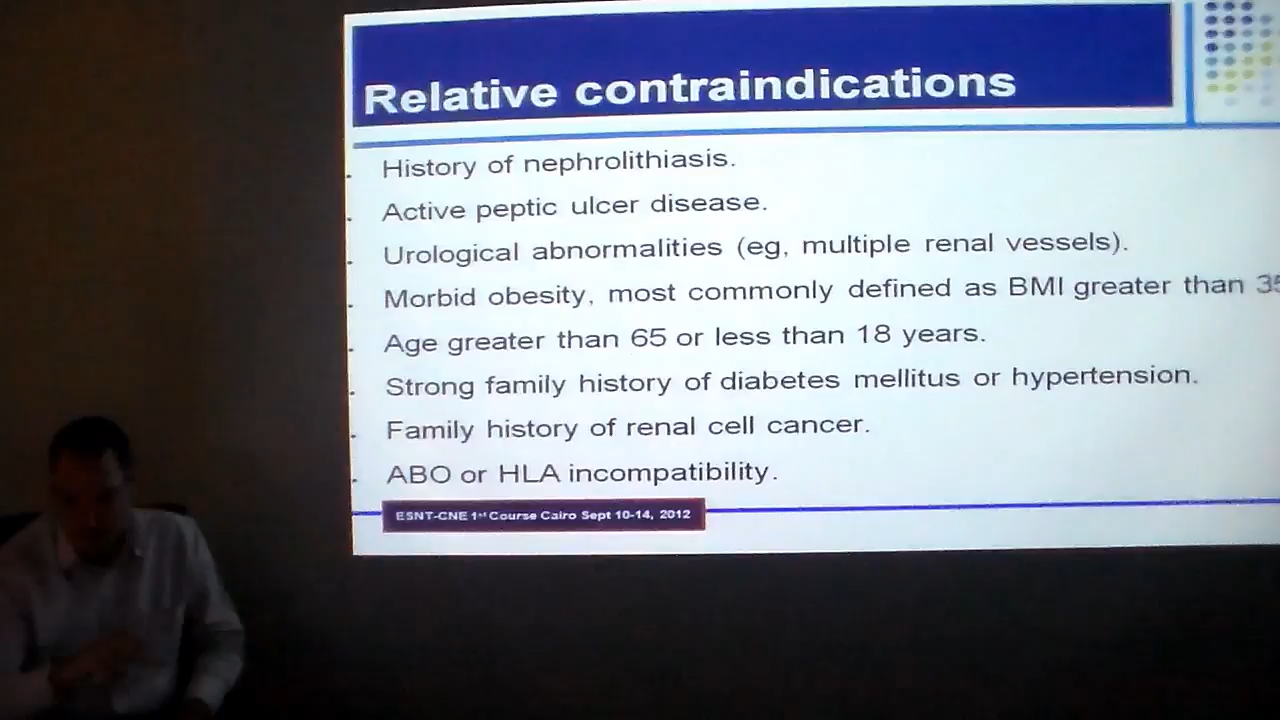 Relative contraindications
History of nephrolithiasis.
Active peptic ulcer disease.
Urological abnormalities (eg, multiple renal vessels).
Morbid obesity, most commonly defined as BMI greater than 35
Age greater than 65 or less than 18 years.
Strong family history of diabetes mellitus or hypertension.
Family history of renal cell cancer.
ABO or HLA incompatibility.
ESNT-CNE 1st Course Cairo Sept 10-14, 2012